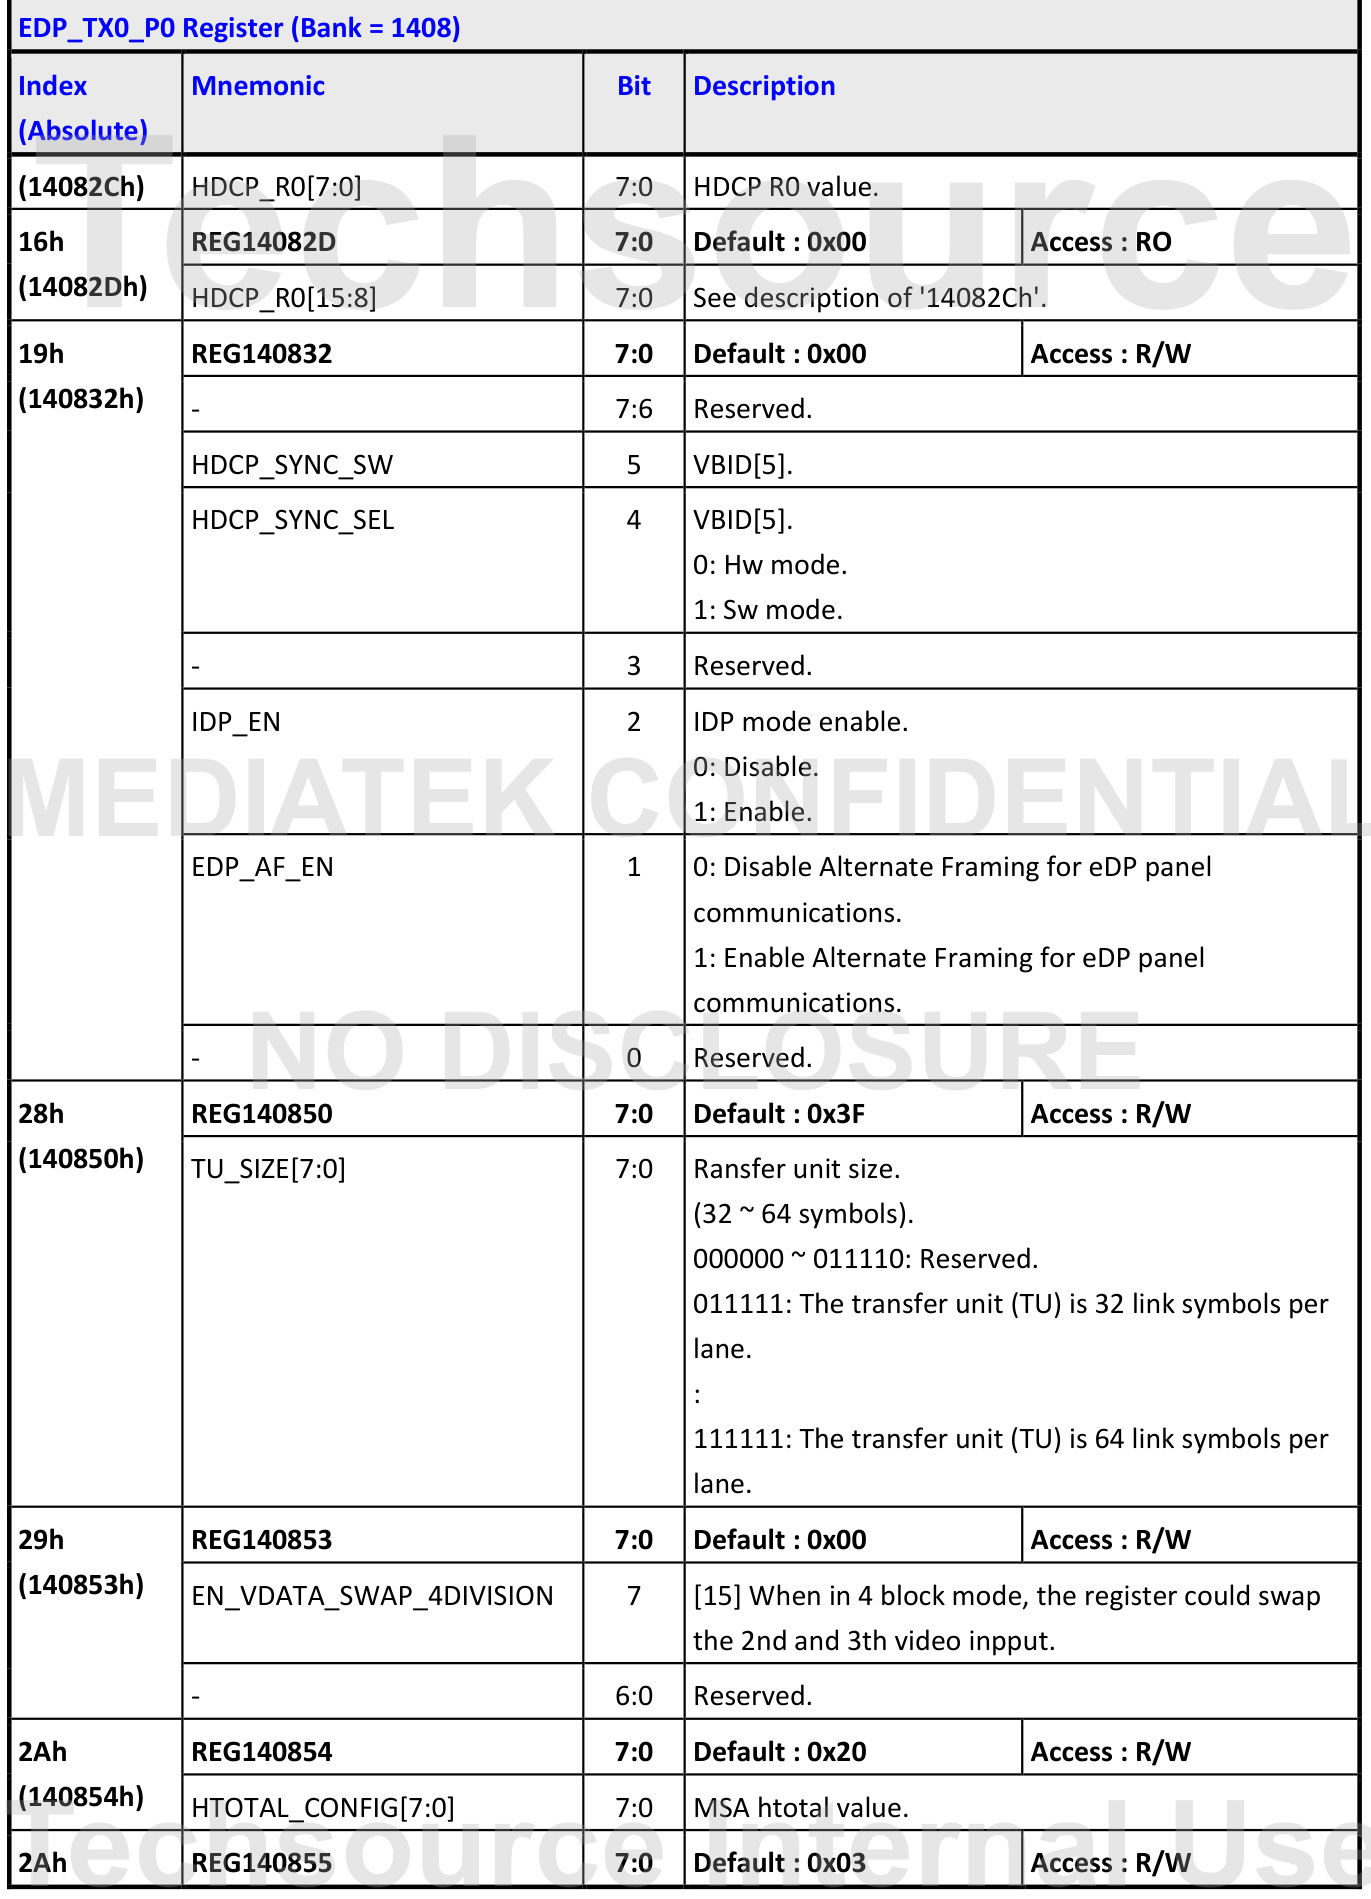 EDP_TX0_P0 Register (Bank = 1408)
Index (Absolute) Mnemonic Bit Description
(14082Ch) HDCP_R0[7:0] 7:0 HDCP R0 value.
16h REG14082D 7:0 Default : 0x00 Access : RO
(14082Dh) HDCP_R0[15:8] 7:0 See description of '14082Ch'.
Techsource
19h REG140832 7:0 Default : 0x00 Access : R/W
(140832h) - 7:6 Reserved.
HDCP_SYNC_SW 5 VBID[5].
HDCP_SYNC_SEL 4 VBID[5].
0: Hw mode.
1: Sw mode.
- 3 Reserved.
IDP_EN 2 IDP mode enable.
0: Disable.
1: Enable.
MEDIATEK CONFIDENTIAL
EDP_AF_EN 1 0: Disable Alternate Framing for eDP panel
communications.
1: Enable Alternate Framing for eDP panel
communications.
NO DISCLOSURE
- 0 Reserved.
28h REG140850 7:0 Default : 0x3F Access : R/W
(140850h) TU_SIZE[7:0] 7:0 Ransfer unit size.
(32 ~ 64 symbols).
000000 ~ 011110: Reserved.
011111: The transfer unit (TU) is 32 link symbols per
lane.
:
111111: The transfer unit (TU) is 64 link symbols per
lane.
29h REG140853 7:0 Default : 0x00 Access : R/W
(140853h) EN_VDATA_SWAP_4DIVISION 7 [15] When in 4 block mode, the register could swap
the 2nd and 3th video inpput.
- 6:0 Reserved.
2Ah REG140854 7:0 Default : 0x20 Access : R/W
(140854h) HTOTAL_CONFIG[7:0] 7:0 MSA htotal value.
Techsource Internal Use
2Ah REG140855 7:0 Default : 0x03 Access : R/W